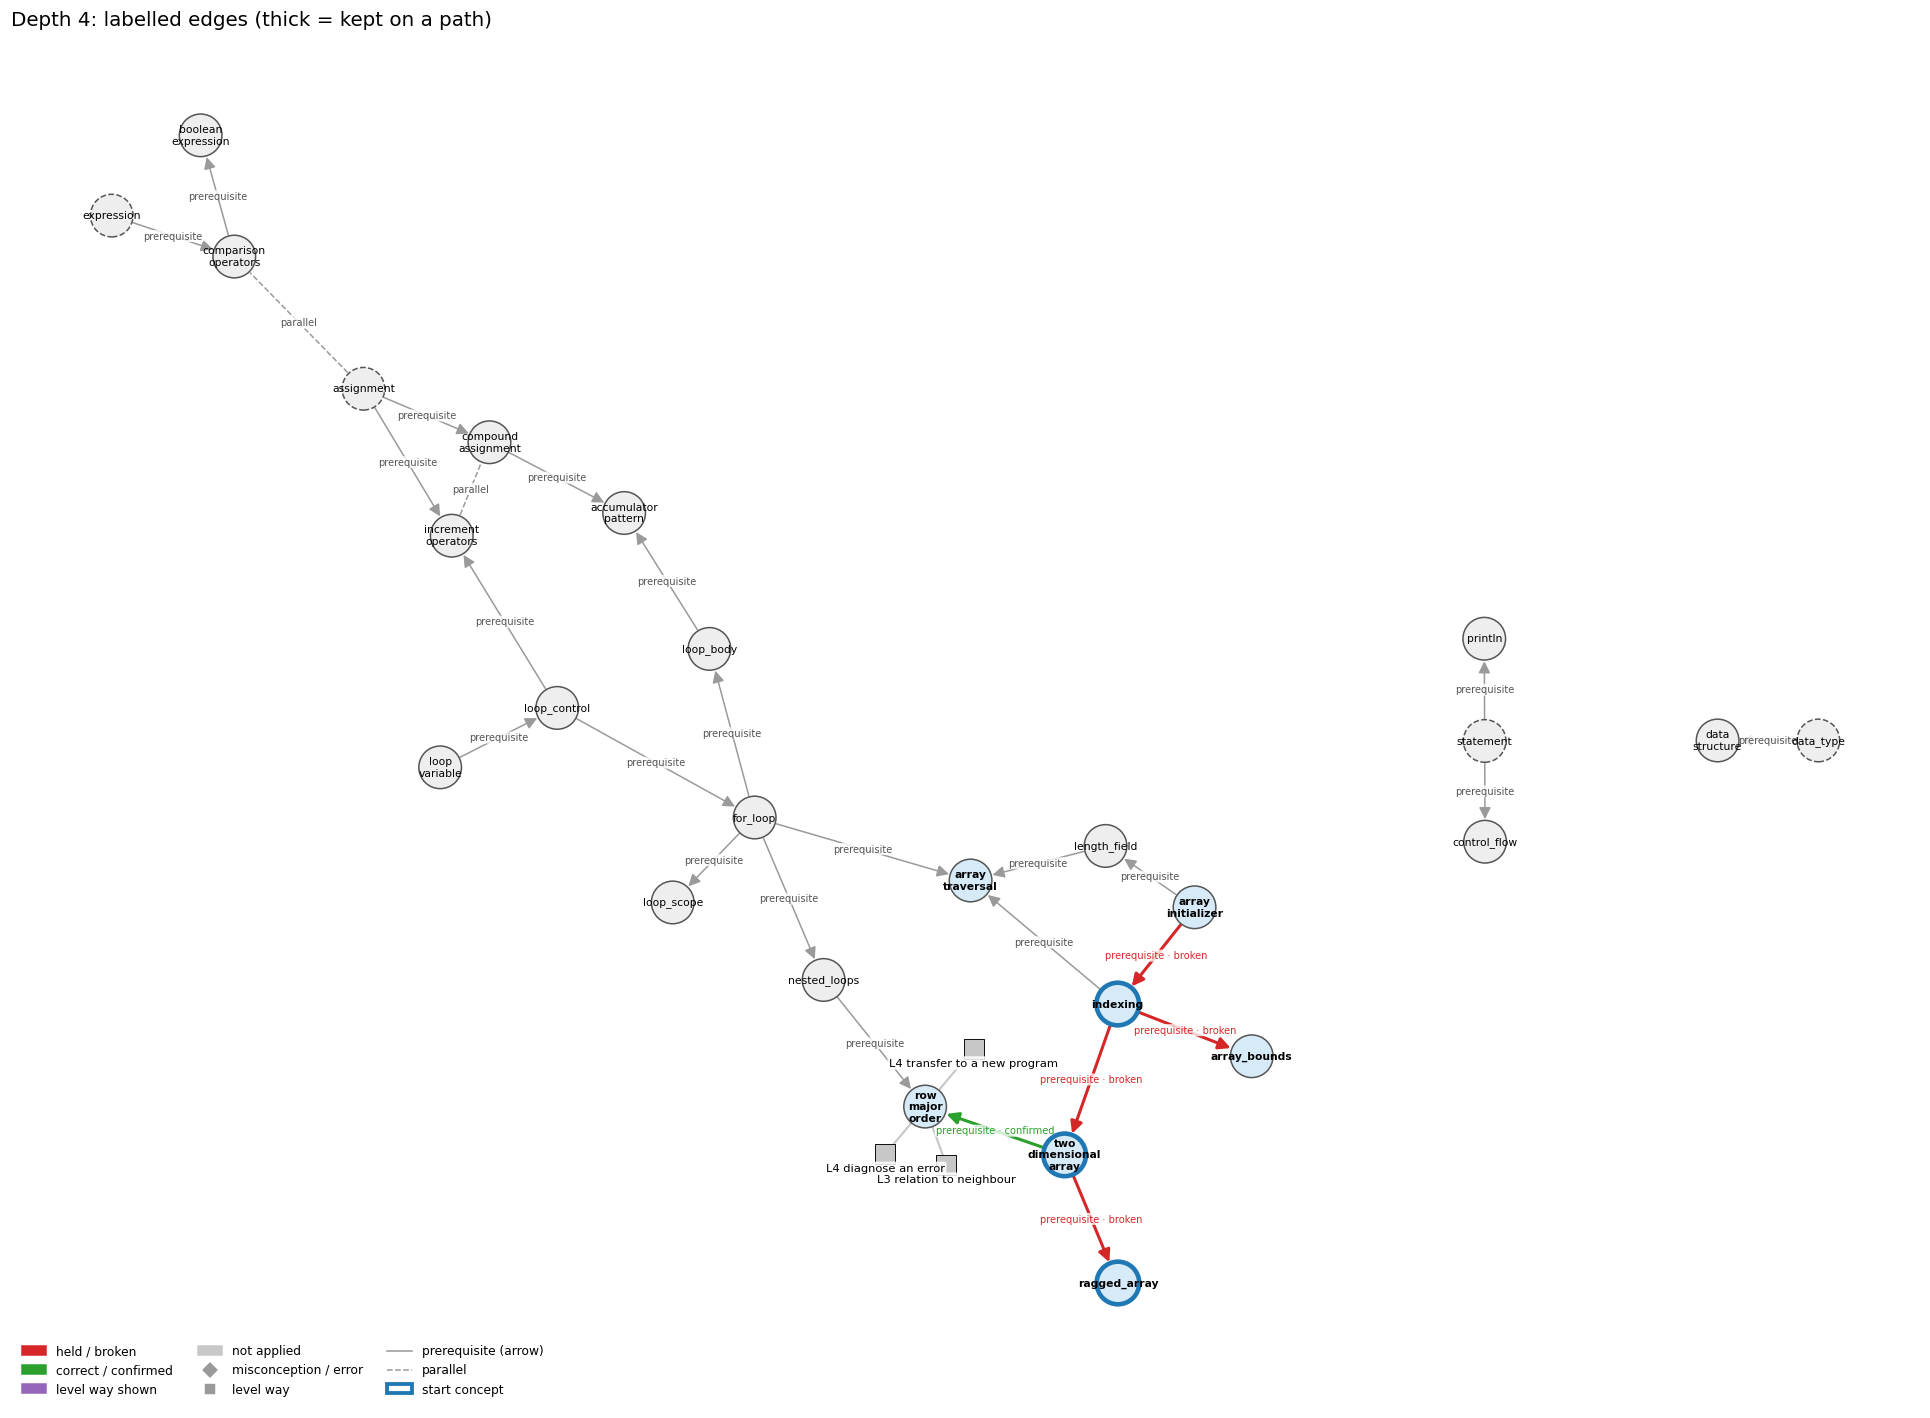 Depth 4: labelled edges (thick = kept on a path)
boolean
expression
prerequisite
expression
prerequisite
comparison
operators
parallel
assignment
prerequisite
compound
assignment
prerequisite
prerequisite
parallel
accumulator
pattern
increment
operators
prerequisite
prerequisite
loop_body
println
prerequisite
loop_control
prerequisite
prerequisite
statement
data
structure
prerequisite
data_type
loop
variable
prerequisite
prerequisite
for_loop
prerequisite
control_flow
prerequisite
length_field
prerequisite
prerequisite
prerequisite
array
traversal
prerequisite
loop_scope
array
initializer
prerequisite
prerequisite · broken
nested_loops
indexing
prerequisite · broken
prerequisite
array_bounds
L4 transfer to a new program
prerequisite · broken
row
major
order
prerequisite · confirmed
two
dimensional
array
L4 diagnose an error
L3 relation to neighbour
prerequisite · broken
ragged_array
held / broken
correct / confirmed
level way shown
not applied
misconception / error
level way
prerequisite (arrow)
parallel
start concept